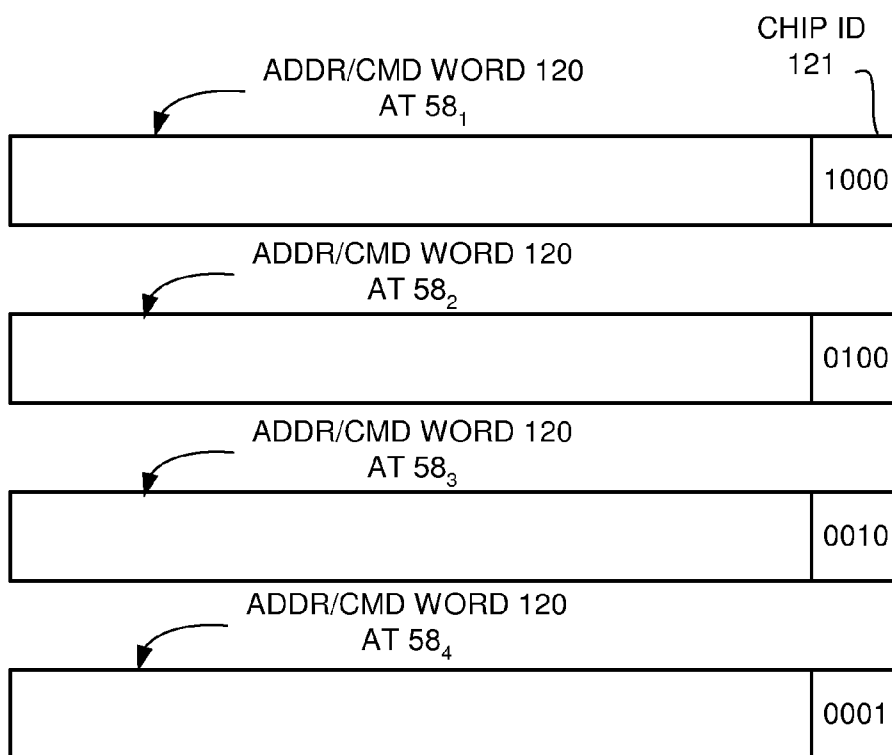 CHIP ID
121
ADDR/CMD WORD 120
AT 58₁
1000
ADDR/CMD WORD 120
AT 58₂
0100
ADDR/CMD WORD 120
AT 58₃
0010
ADDR/CMD WORD 120
AT 58₄
0001